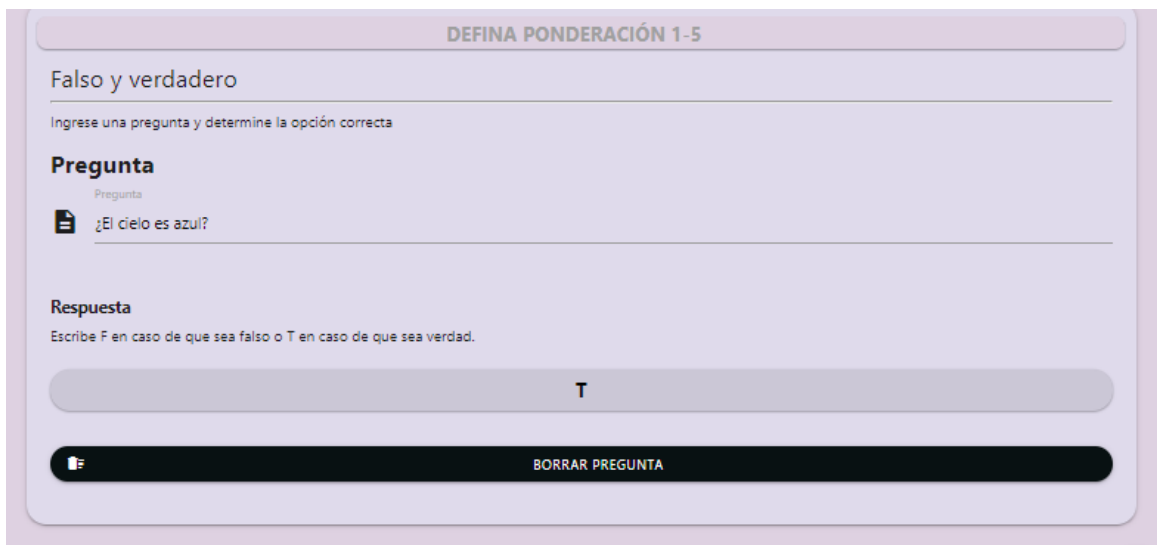 DEFINA PONDERACIÓN 1-5
Falso y verdadero
Ingrese una pregunta y determine la opción correcta
Pregunta
Pregunta
¿El cielo es azul?
Respuesta
Escribe F en caso de que sea falso o T en caso de que sea verdad.
T
BORRAR PREGUNTA